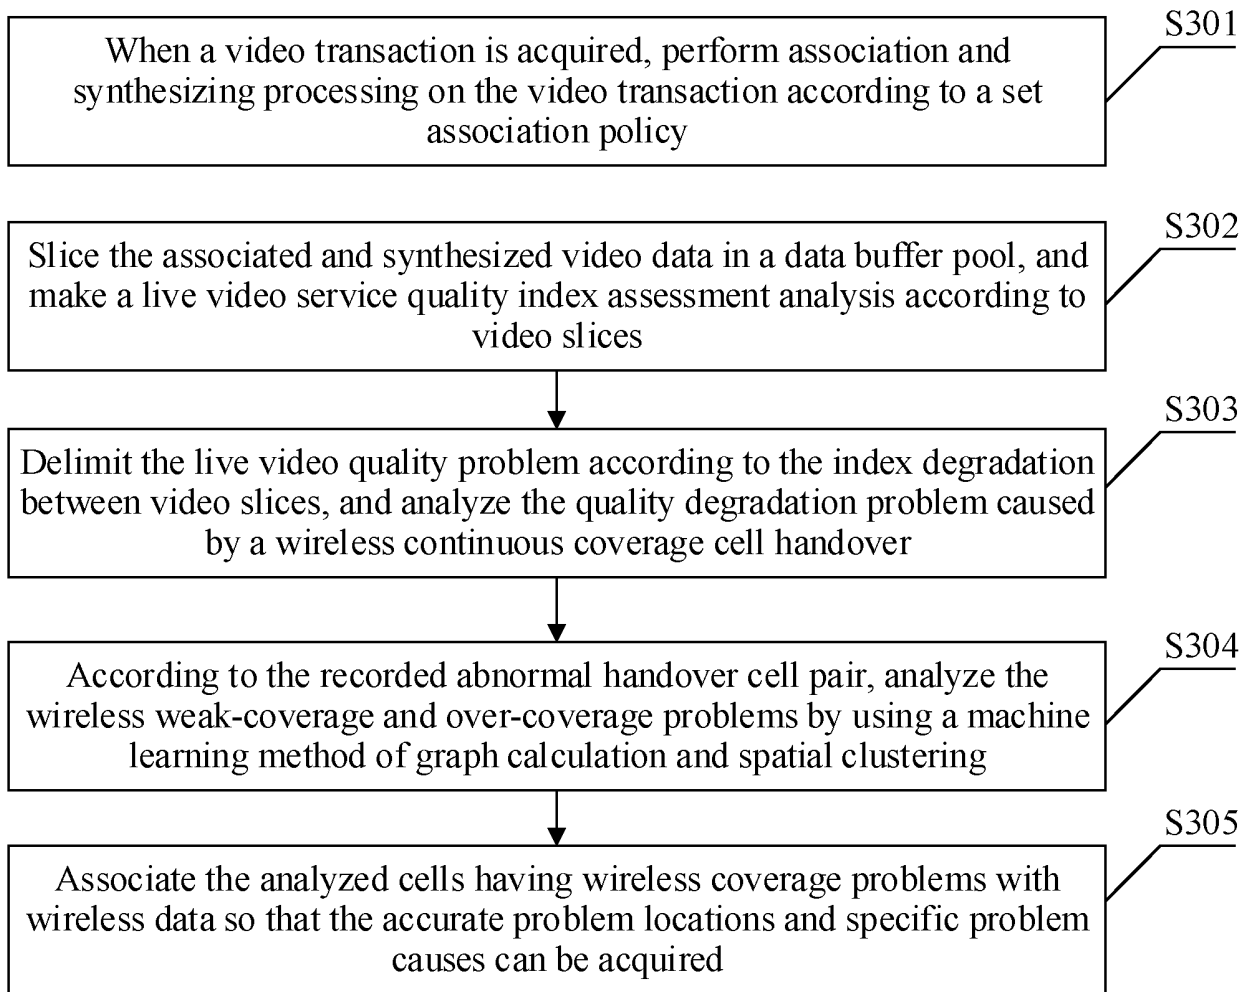 S301
When a video transaction is acquired, perform association and
synthesizing processing on the video transaction according to a set
association policy
S302
Slice the associated and synthesized video data in a data buffer pool, and
make a live video service quality index assessment analysis according to
video slices
S303
Delimit the live video quality problem according to the index degradation
between video slices, and analyze the quality degradation problem caused
by a wireless continuous coverage cell handover
S304
According to the recorded abnormal handover cell pair, analyze the
wireless weak-coverage and over-coverage problems by using a machine
learning method of graph calculation and spatial clustering
S305
Associate the analyzed cells having wireless coverage problems with
wireless data so that the accurate problem locations and specific problem
causes can be acquired